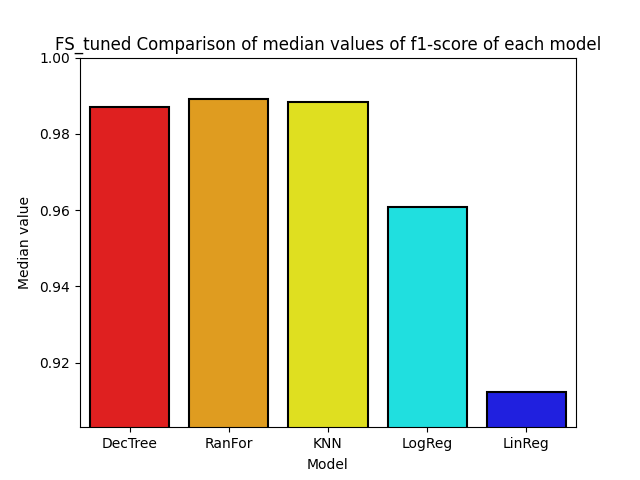 FS_tuned Comparison of median values of f1-score of each model
1.00
0.98
0.96
0.94
0.92
Median value
DecTree RanFor KNN LogReg LinReg
Model